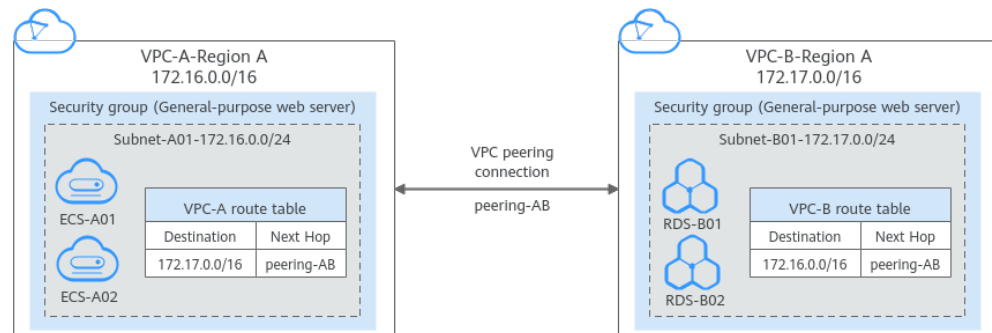 VPC-A-Region A
172.16.0.0/16
Security group (General-purpose web server)
Subnet-A01-172.16.0.0/24
ECS-A01
ECS-A02
VPC-A route table
Destination Next Hop
172.17.0.0/16 peering-AB
VPC peering
connection
peering-AB
VPC-B-Region A
172.17.0.0/16
Security group (General-purpose web server)
Subnet-B01-172.17.0.0/24
RDS-B01
RDS-B02
VPC-B route table
Destination Next Hop
172.16.0.0/16 peering-AB